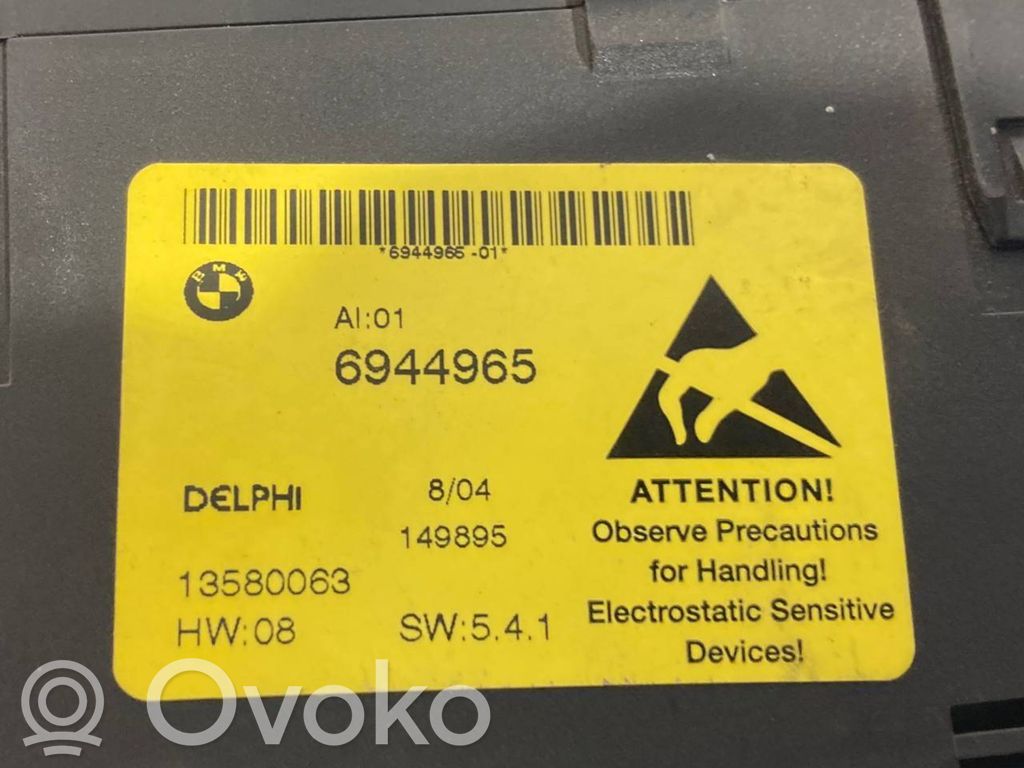 *6944965-01*
BMW
AI:01
6944965
DELPHI
8/04
149895
13580063
HW:08
SW:5.4.1
ATTENTION!
Observe Precautions
for Handling!
Electrostatic Sensitive
Devices!
Ovoko